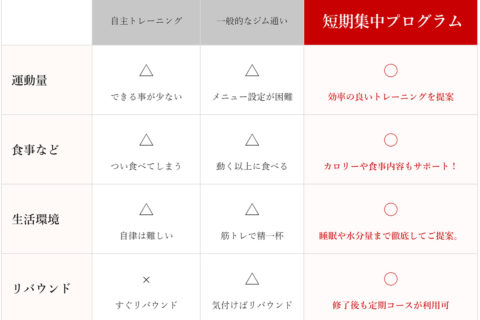 自主トレーニング 一般的なジム通い 短期集中プログラム
運動量
△ △ ○
できる事が少ない メニュー設定が困難 効率の良いトレーニングを提案
食事など
△ △ ○
つい食べてしまう 動く以上に食べる カロリーや食事内容もサポート！
生活環境
△ △ ○
自律は難しい 筋トレで精一杯 睡眠や水分量まで徹底してご提案。
リバウンド
× △ ○
すぐリバウンド 気付けばリバウンド 修了後も定期コースが利用可